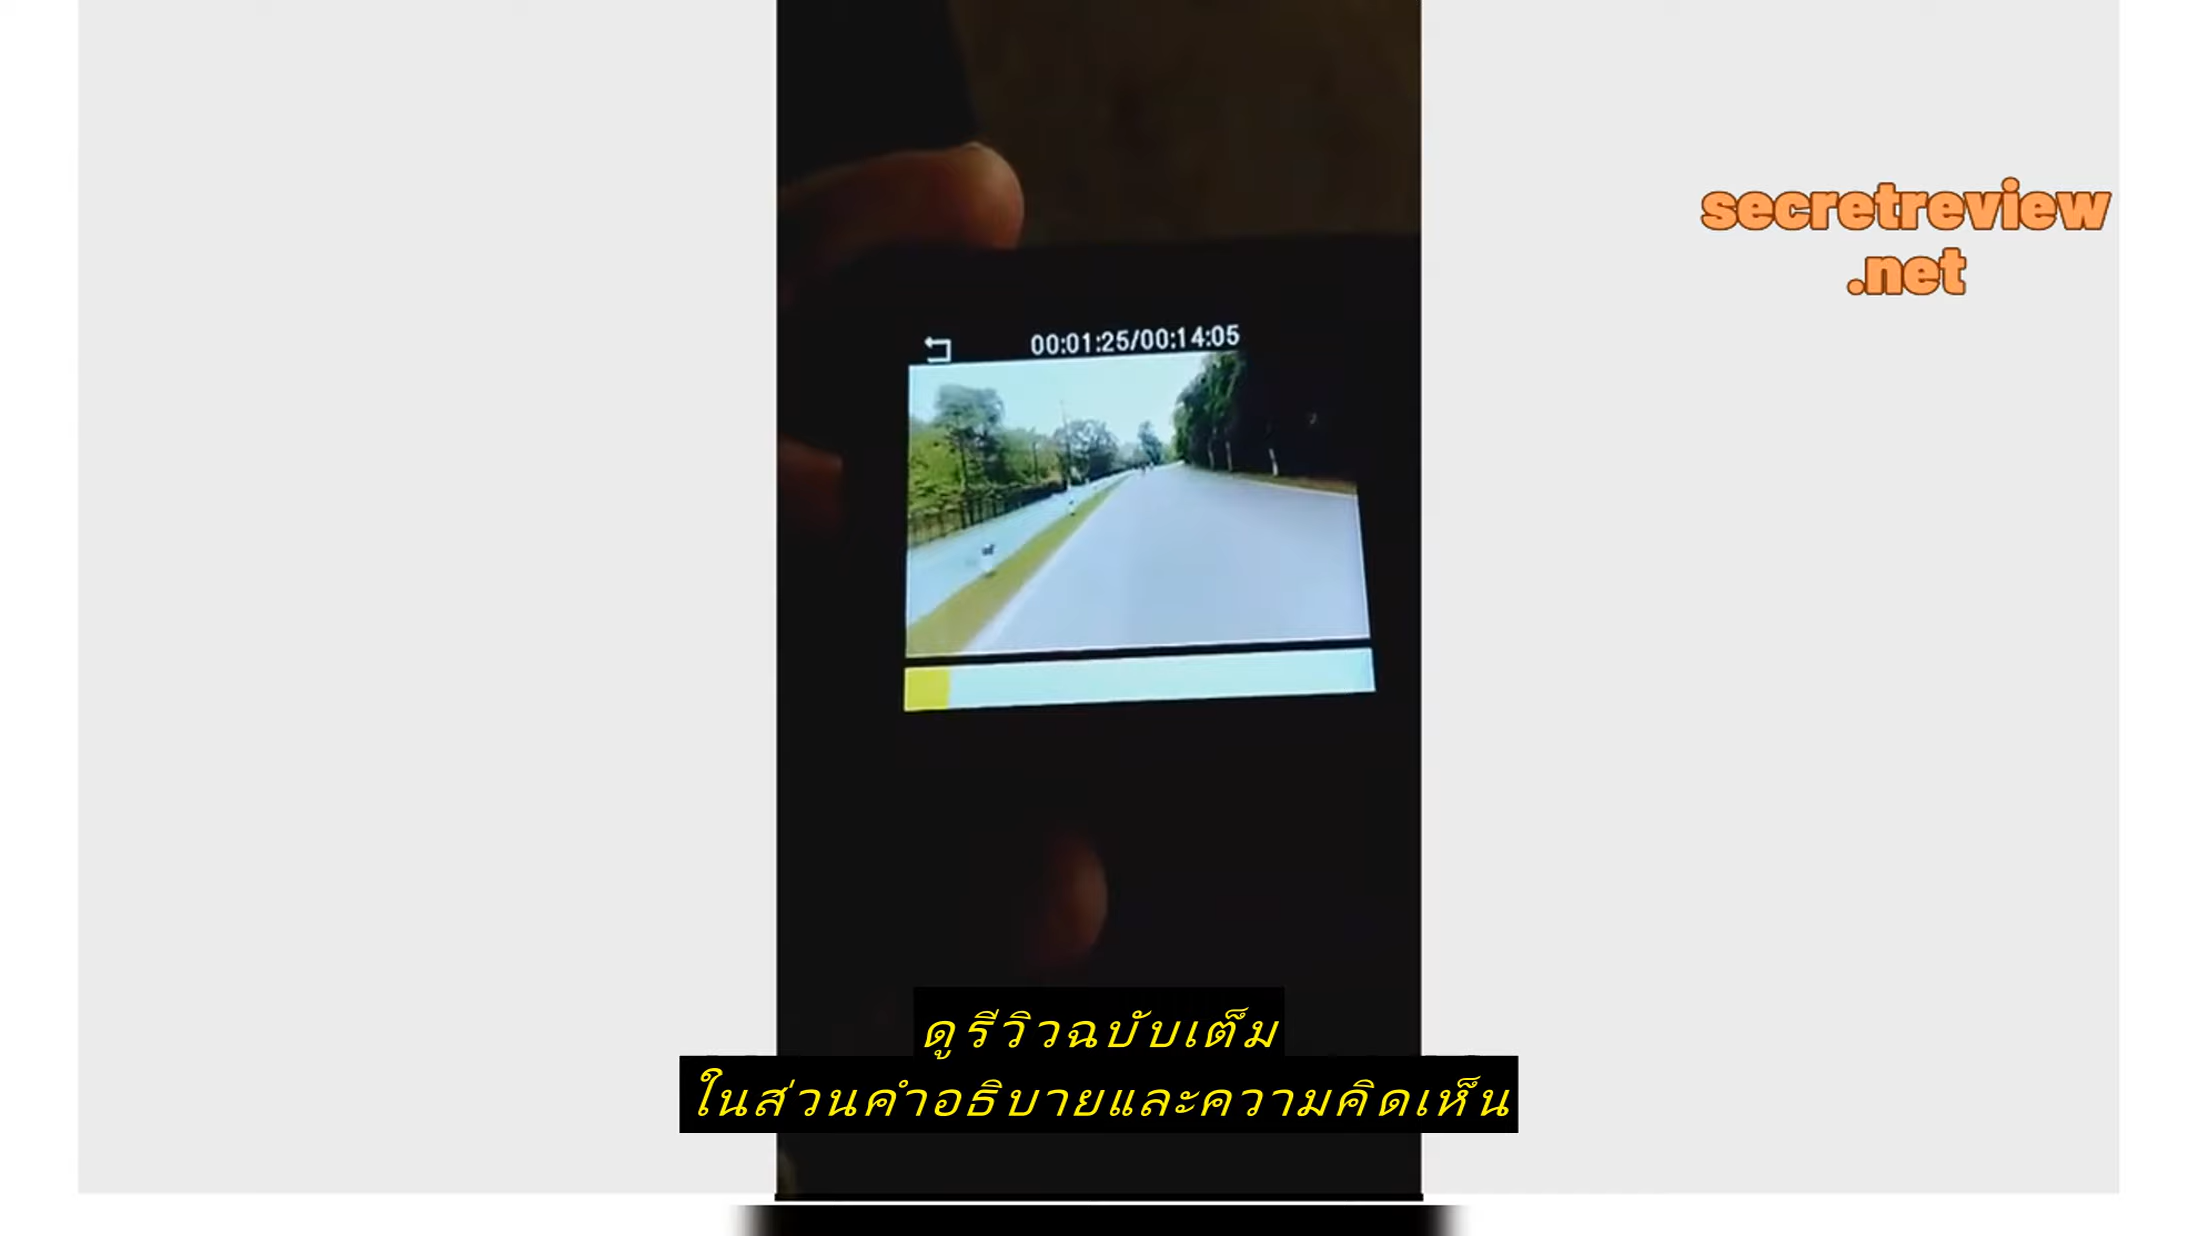 secretreview
.net
00:01:25/00:14:05
ดูรีวิวฉบับเต็ม
ในส่วนคำอธิบายและความคิดเห็น